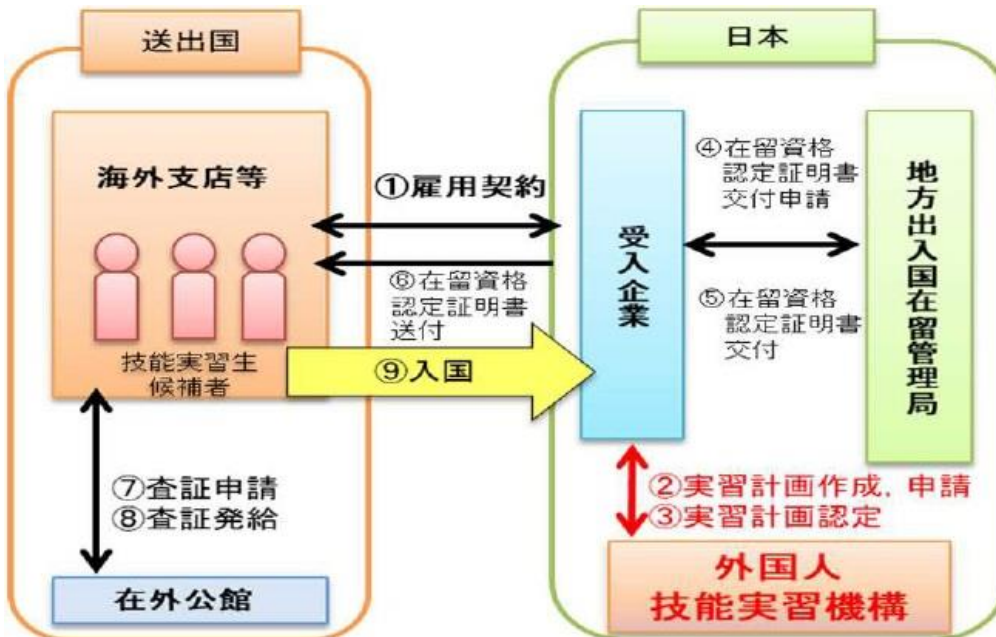 送出国
海外支店等
技能実習生
候補者
⑦査証申請
⑧査証発給
在外公館
①雇用契約
⑥在留資格
認定証明書
送付
⑨入国
日本
受入企業
④在留資格
認定証明書
交付申請
⑤在留資格
認定証明書
交付
地方出入国在留管理局
②実習計画作成，申請
③実習計画認定
外国人
技能実習機構